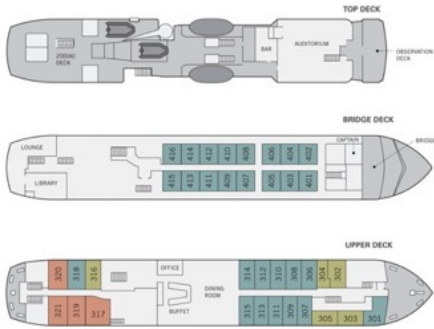 TOP DECK
ZODIAC
DECK
BAR
AUDITORIUM
OBSERVATION
DECK
BRIDGE DECK
LOUNGE
LIBRARY
416 414 412 410 408 406 404 402
415 413 411 409 407 405 403 401
CAPTAIN
BRIDGE
UPPER DECK
320 318 316
321 319 317
OFFICE
BUFFET
DINING
ROOM
314 312 310 308 306 304 302
315 313 311 309 307 305 303 301